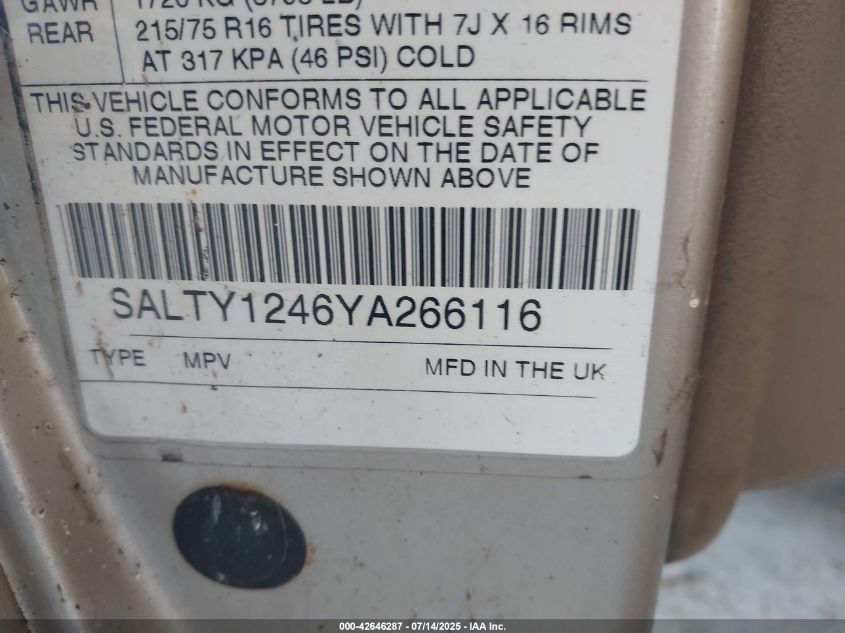 GAWR
REAR
215/75 R16 TIRES WITH 7J X 16 RIMS
AT 317 KPA (46 PSI) COLD
THIS VEHICLE CONFORMS TO ALL APPLICABLE
U.S. FEDERAL MOTOR VEHICLE SAFETY
STANDARDS IN EFFECT ON THE DATE OF
MANUFACTURE SHOWN ABOVE
SALTY1246YA266116
TYPE MPV MFD IN THE UK
000-42646287 - 07/14/2025 - IAA Inc.